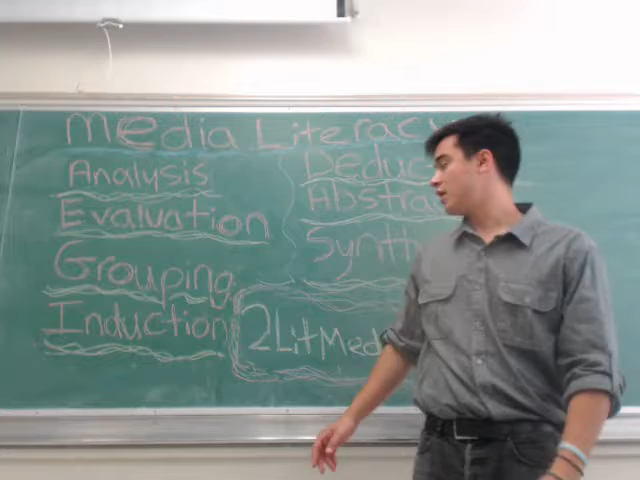 Media Literacy
Analysis
Evaluation
Grouping
Induction
Deduc
Abstra
Synth
2LitMed